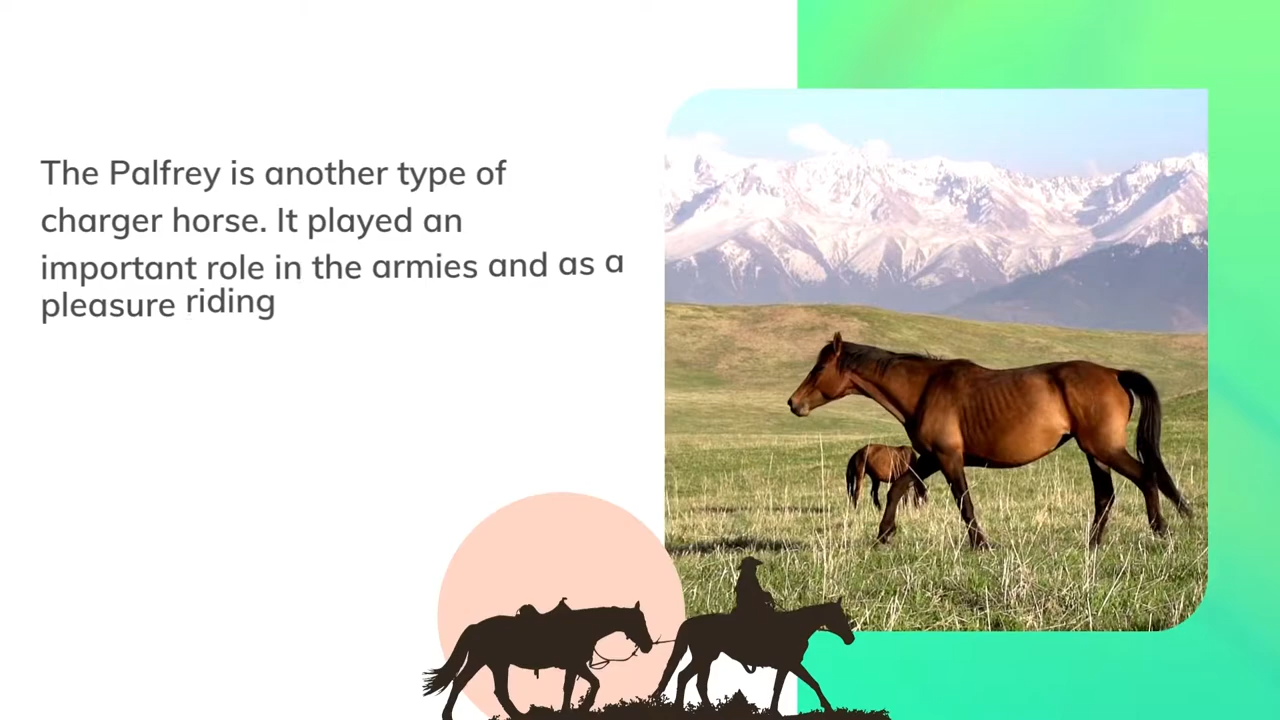 The Palfrey is another type of
charger horse. It played an
important role in the armies and as a
pleasure riding